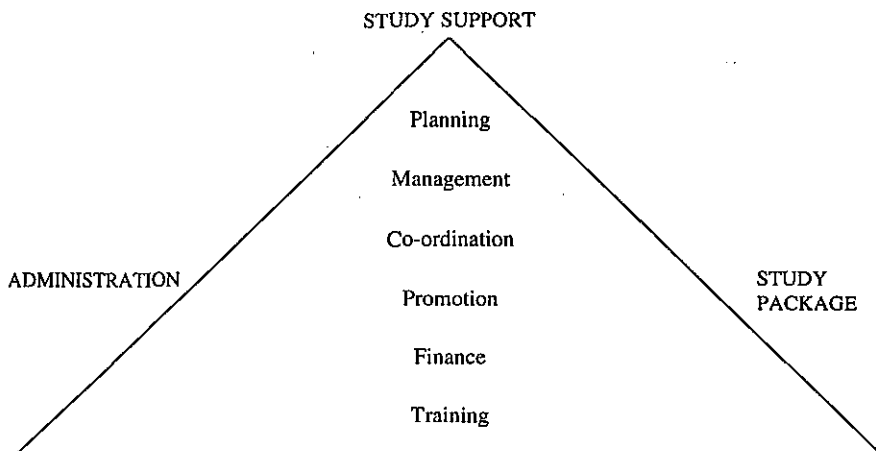 STUDY SUPPORT
Planning
Management
Co-ordination
ADMINISTRATION
Promotion
STUDY
PACKAGE
Finance
Training